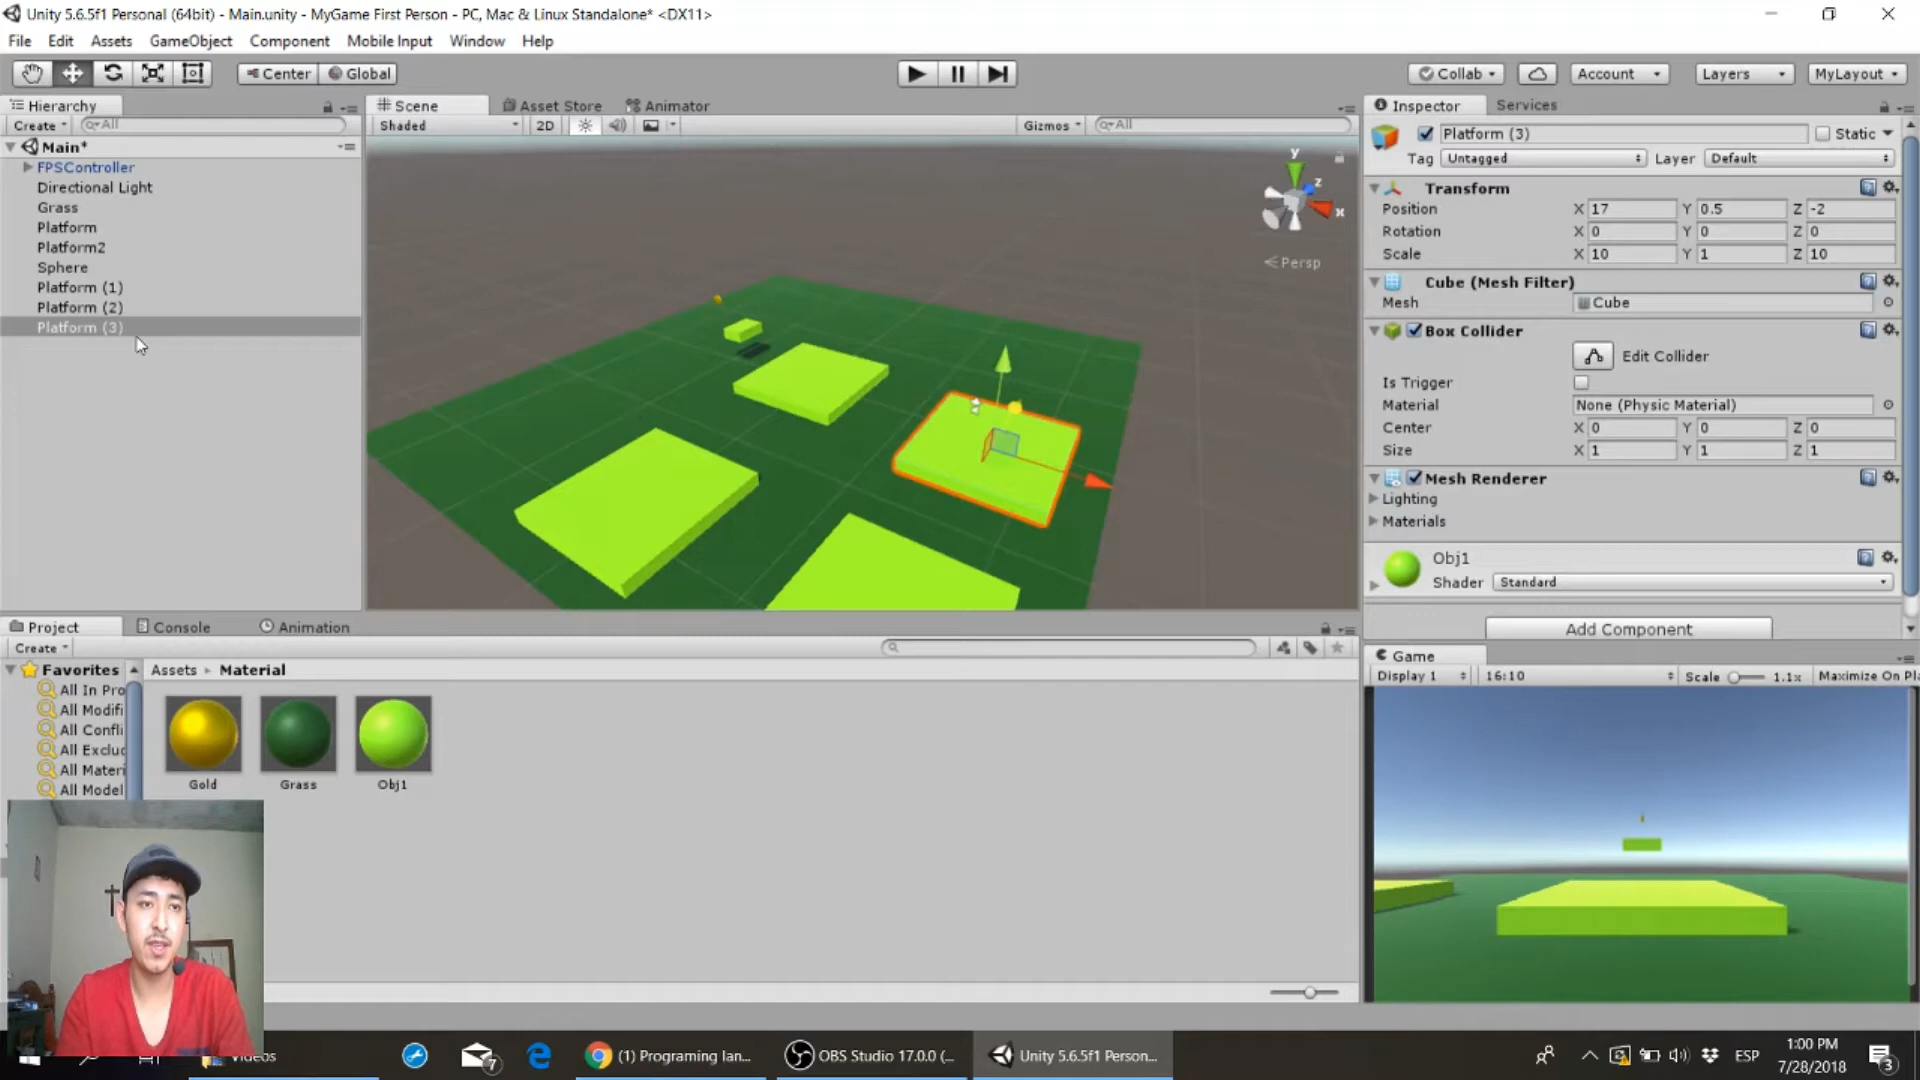 Unity 5.6.5f1 Personal (64bit) - Main.unity - MyGame First Person - PC, Mac & Linux Standalone* <DX11>
File Edit Assets GameObject Component Mobile Input Window Help
Center Global Collab Account Layers MyLayout
Hierarchy
Create All
Main*
FPSController
Directional Light
Grass
Platform
Platform2
Sphere
Platform (1)
Platform (2)
Platform (3)
Scene Asset Store Animator
Shaded 2D Gizmos All
y
z
x
Persp
Inspector Services
Platform (3) Static
Tag Untagged Layer Default
Transform
Position X 17 Y 0.5 Z -2
Rotation X 0 Y 0 Z 0
Scale X 10 Y 1 Z 10
Cube (Mesh Filter)
Mesh Cube
Box Collider
Edit Collider
Is Trigger
Material None (Physic Material)
Center X 0 Y 0 Z 0
Size X 1 Y 1 Z 1
Mesh Renderer
Lighting
Materials
Obj1
Shader Standard
Add Component
Project Console Animation
Create
Favorites
All In Pro
All Modifi
All Confli
All Exclud
All Materi
All Model
Assets Material
Gold Grass Obj1
Game
Display 1 16:10 Scale 1.1x Maximize On Pla
Videos
7
(1) Programing lan...
OBS Studio 17.0.0 (...
Unity 5.6.5f1 Person...
ESP
1:00 PM
7/28/2018
3